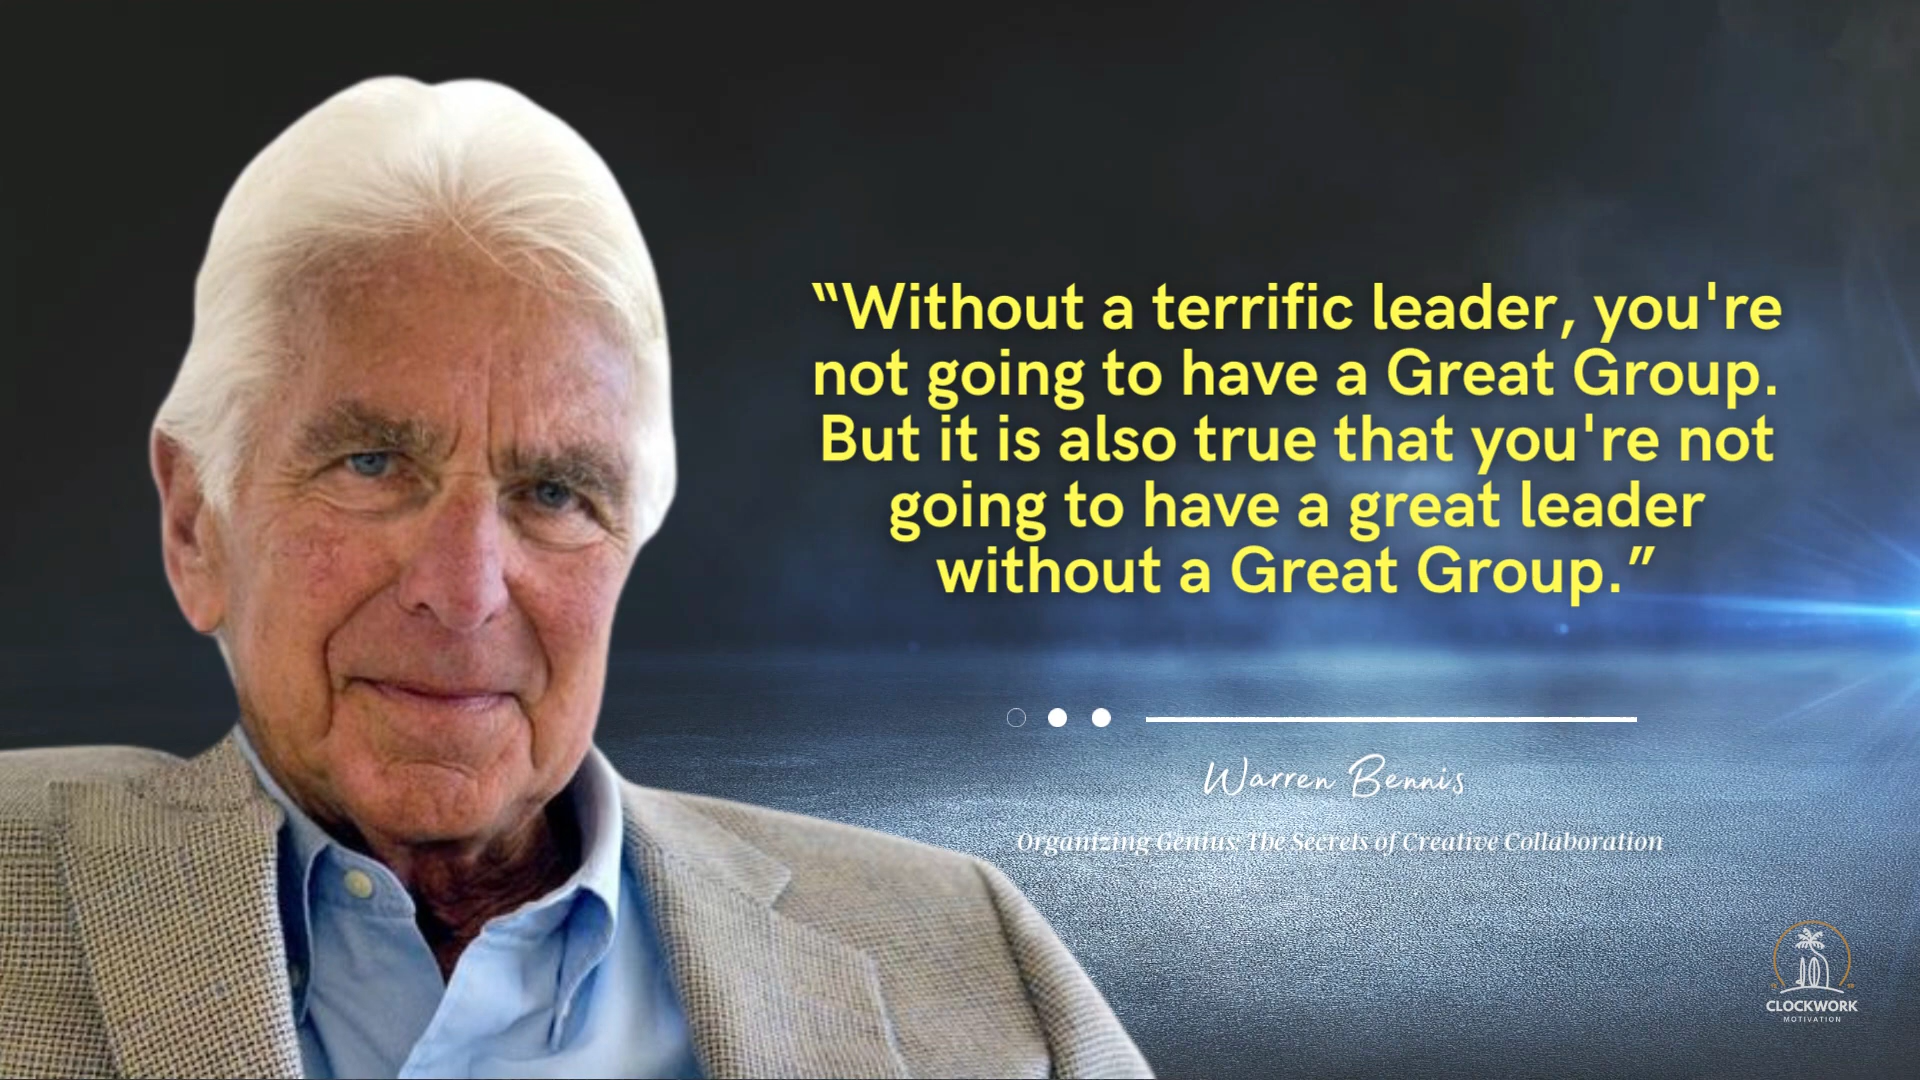 “Without a terrific leader, you're
not going to have a Great Group.
But it is also true that you're not
going to have a great leader
without a Great Group.”
Warren Bennis
Organizing Genius: The Secrets of Creative Collaboration
CLOCKWORK
MOTIVATION